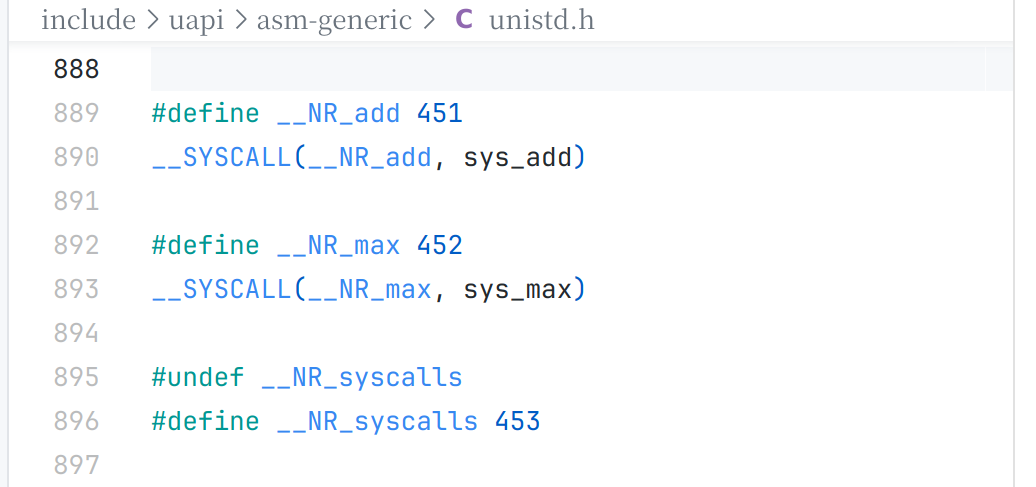 include > uapi > asm-generic > C unistd.h
888
889 #define __NR_add 451
890 __SYSCALL(__NR_add, sys_add)
891
892 #define __NR_max 452
893 __SYSCALL(__NR_max, sys_max)
894
895 #undef __NR_syscalls
896 #define __NR_syscalls 453
897